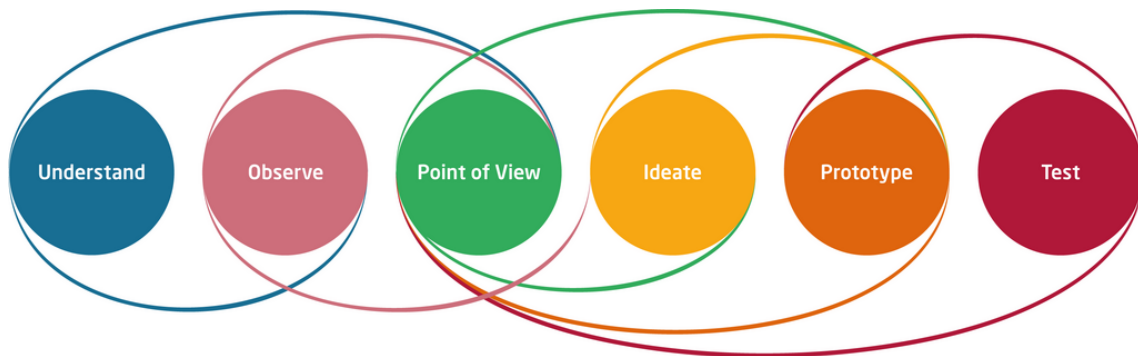 Understand
Observe
Point of View
Ideate
Prototype
Test